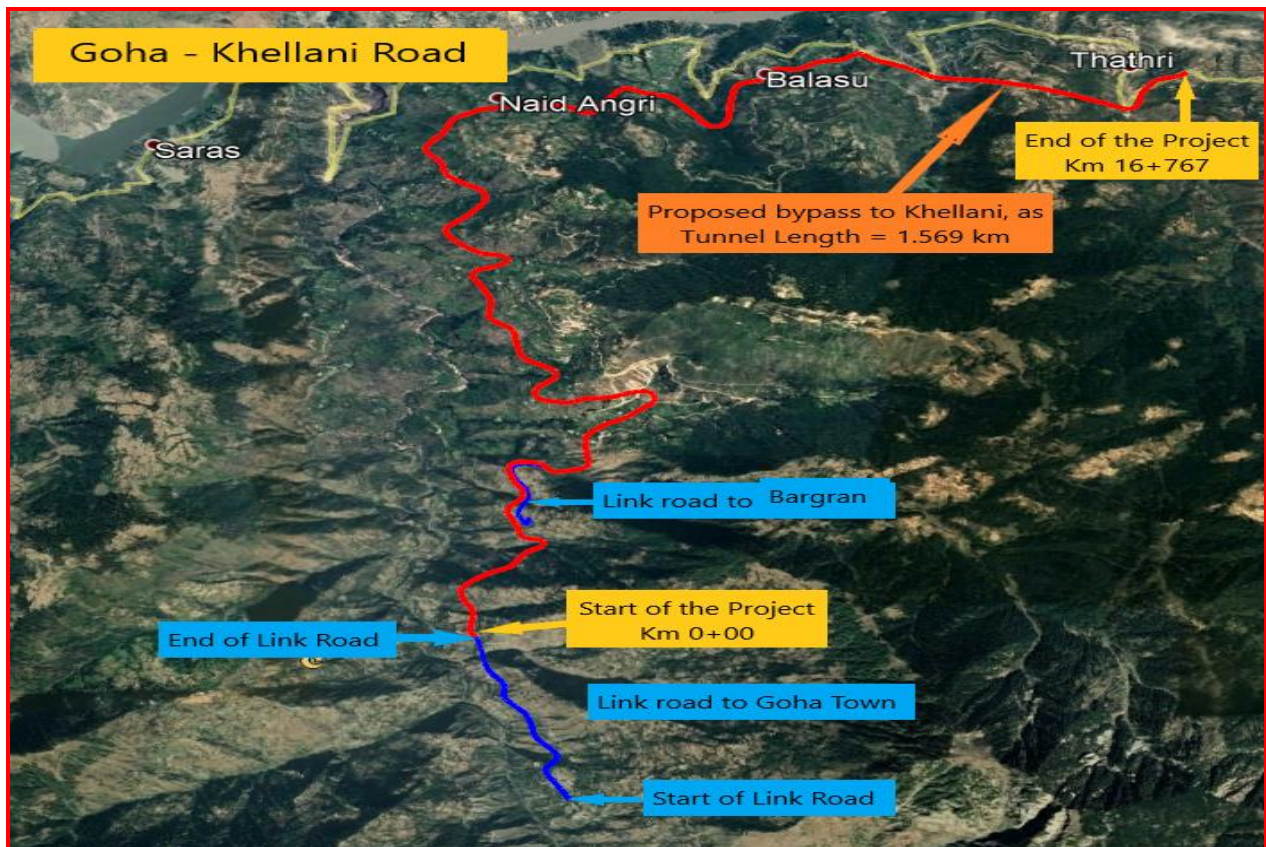 Goha - Khellani Road
Thathri
Balasu
Naid Angri
Saras
End of the Project
Km 16+767
Proposed bypass to Khellani, as
Tunnel Length = 1.569 km
Link road to Bargran
Start of the Project
Km 0+00
End of Link Road
Link road to Goha Town
Start of Link Road